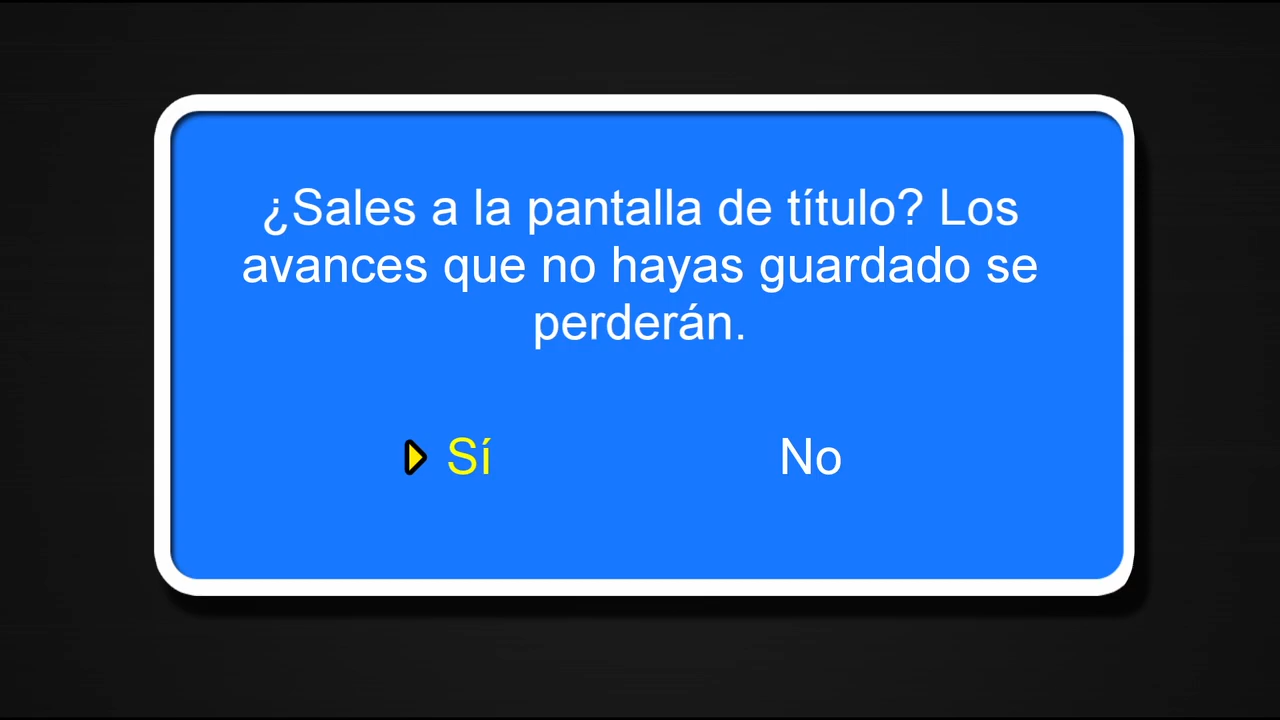 ¿Sales a la pantalla de título? Los
avances que no hayas guardado se
perderán.
Sí
No